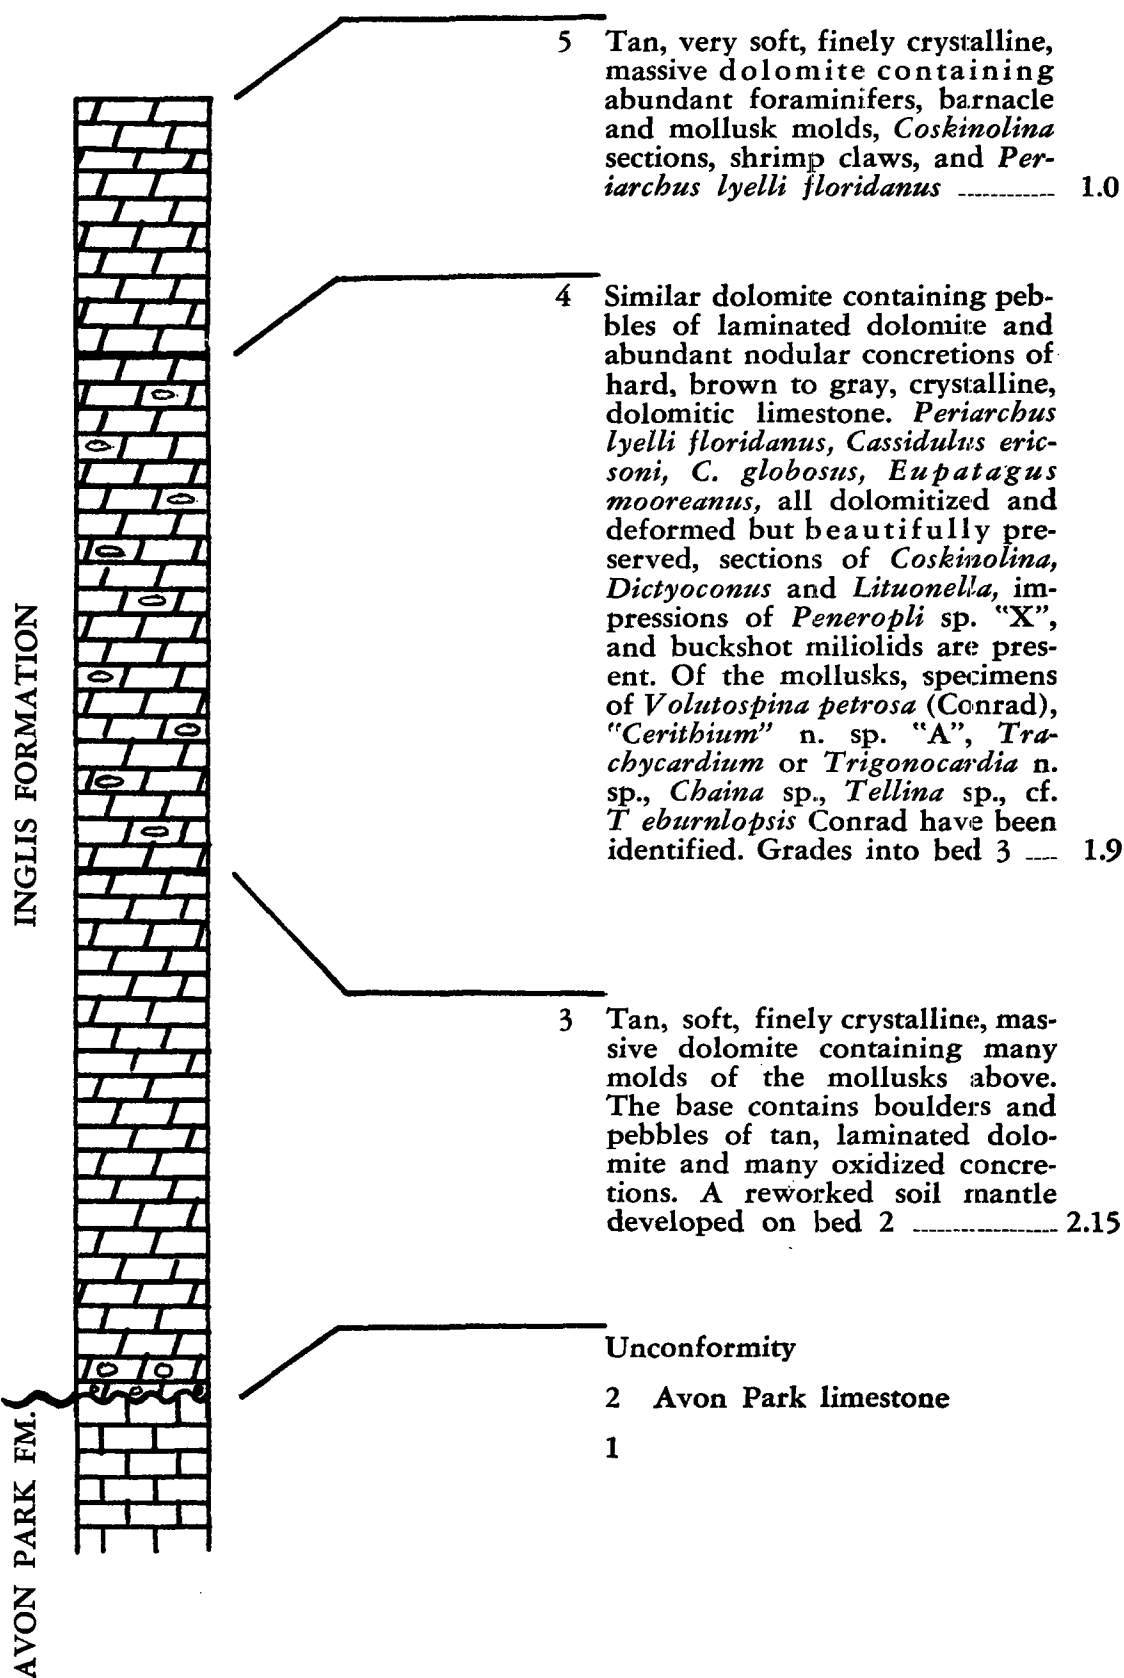 5 Tan, very soft, finely crystalline,
massive dolomite containing
abundant foraminifers, barnacle
and mollusk molds, Coskinolina
sections, shrimp claws, and Per-
iarchus lyelli floridanus ------------ 1.0
4 Similar dolomite containing peb-
bles of laminated dolomite and
abundant nodular concretions of
hard, brown to gray, crystalline,
dolomitic limestone. Periarchus
lyelli floridanus, Cassidulus eric-
soni, C. globosus, Eupatagus
mooreanus, all dolomitized and
deformed but beautifully pre-
served, sections of Coskinolina,
Dictyoconus and Lituonella, im-
pressions of Peneropli sp. "X",
and buckshot miliolids are pres-
ent. Of the mollusks, specimens
of Volutospina petrosa (Conrad),
"Cerithium" n. sp. "A", Tra-
chycardium or Trigonocardia n.
sp., Chaina sp., Tellina sp., cf.
T eburnlopsis Conrad have been
identified. Grades into bed 3 ---- 1.9
3 Tan, soft, finely crystalline, mas-
sive dolomite containing many
molds of the mollusks above.
The base contains boulders and
pebbles of tan, laminated dolo-
mite and many oxidized concre-
tions. A reworked soil mantle
developed on bed 2 ------------------ 2.15
Unconformity
2 Avon Park limestone
1
INGLIS FORMATION
AVON PARK FM.